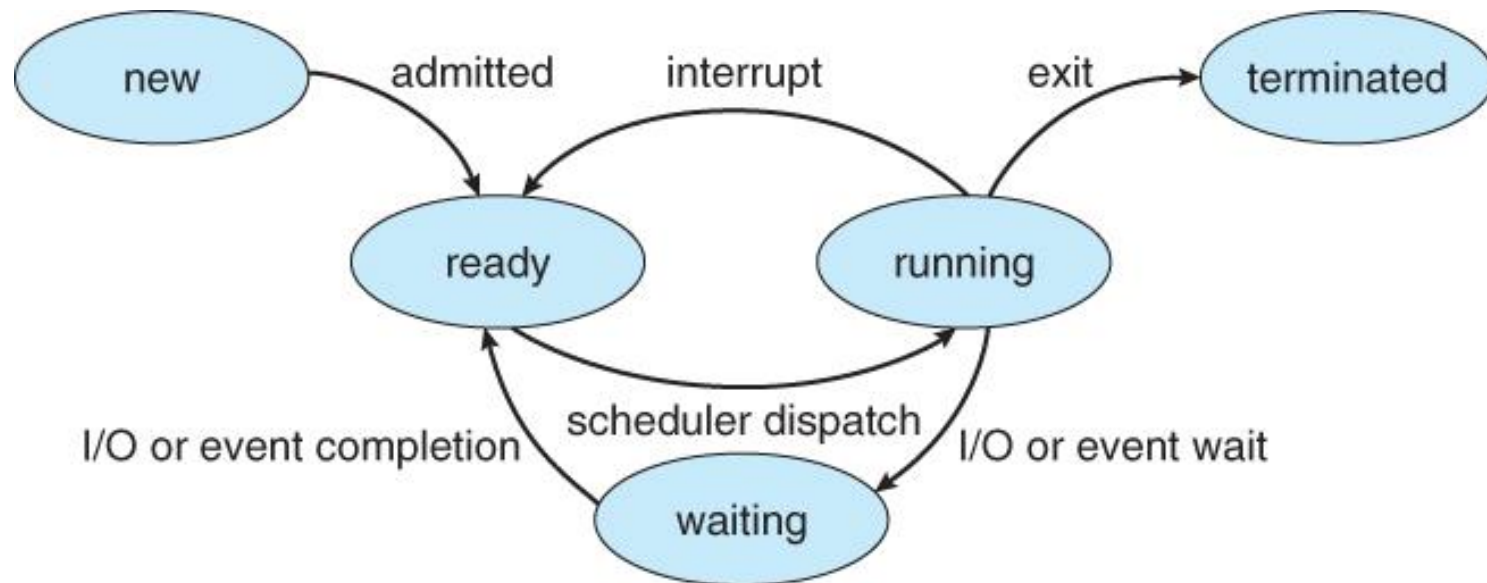 new
admitted
interrupt
exit
terminated
ready
running
scheduler dispatch
I/O or event completion
I/O or event wait
waiting